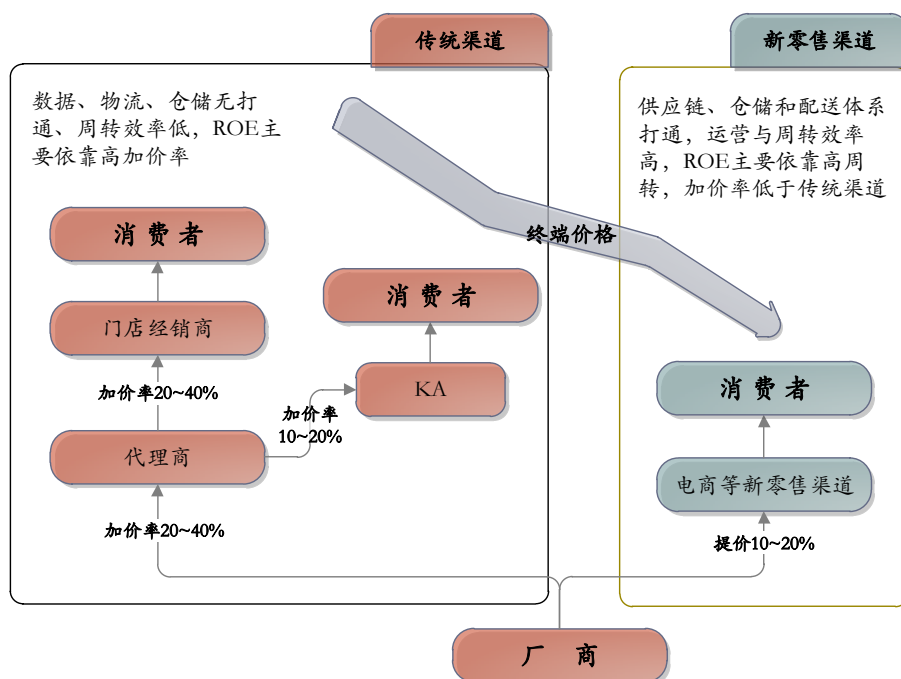 传统渠道
新零售渠道
数据、物流、仓储无打
通、周转效率低，ROE主
要依靠高加价率
供应链、仓储和配送体系
打通，运营与周转效率
高，ROE主要依靠高周
转，加价率低于传统渠道
终端价格
消 费 者
门店经销商
加价率20~40%
代理商
加价率20~40%
消 费 者
KA
加价率
10~20%
消 费 者
电商等新零售渠道
提价10~20%
厂 商